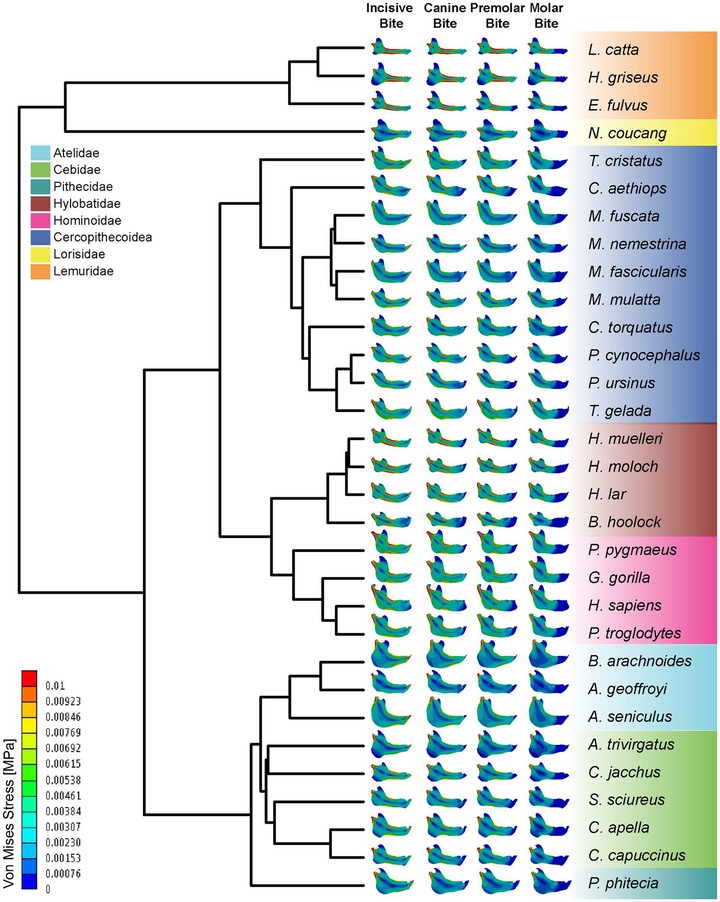 Incisive Bite
Canine Bite
Premolar Bite
Molar Bite
L. catta
H. griseus
E. fulvus
N. coucang
Atelidae
Cebidae
Pithecidae
Hylobatidae
Hominoidae
Cercopithecoidea
Lorisidae
Lemuridae
T. cristatus
C. aethiops
M. fuscata
M. nemestrina
M. fascicularis
M. mulatta
C. torquatus
P. cynocephalus
P. ursinus
T. gelada
H. muelleri
H. moloch
H. lar
B. hoolock
P. pygmaeus
G. gorilla
H. sapiens
P. troglodytes
B. arachnoides
A. geoffroyi
A. seniculus
A. trivirgatus
C. jacchus
S. sciureus
C. apella
C. capuccinus
P. phitecia
Von Mises Stress [MPa]
0.01
0.00923
0.00846
0.00769
0.00692
0.00615
0.00538
0.00461
0.00384
0.00307
0.00230
0.00153
0.00076
0